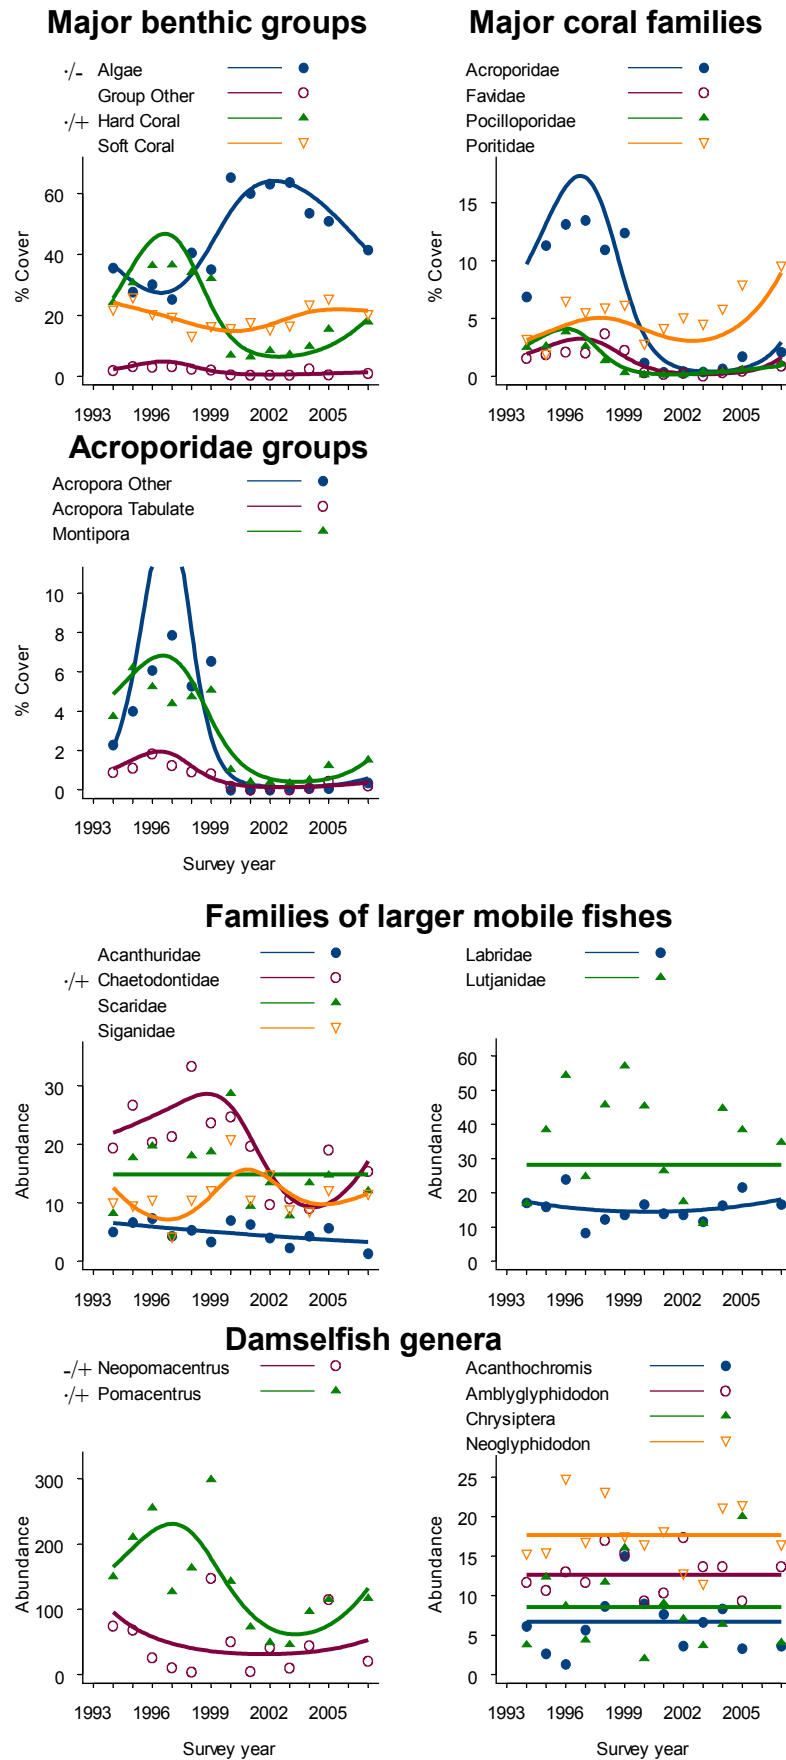 Major benthic groups
·/- Algae
Group Other
·/+ Hard Coral
Soft Coral
% Cover
60
40
20
0
1993 1996 1999 2002 2005
Major coral families
Acroporidae
Favidae
Pocilloporidae
Poritidae
% Cover
15
10
5
0
1993 1996 1999 2002 2005
Acroporidae groups
Acropora Other
Acropora Tabulate
Montipora
% Cover
10
8
6
4
2
0
1993 1996 1999 2002 2005
Survey year
Families of larger mobile fishes
Acanthuridae
·/+ Chaetodontidae
Scaridae
Siganidae
Abundance
30
20
10
0
1993 1996 1999 2002 2005
Labridae
Lutjanidae
Abundance
60
50
40
30
20
10
0
1993 1996 1999 2002 2005
Damselfish genera
-/+ Neopomacentrus
·/+ Pomacentrus
Abundance
300
200
100
0
1993 1996 1999 2002 2005
Survey year
Acanthochromis
Amblyglyphidodon
Chrysiptera
Neoglyphidodon
Abundance
25
20
15
10
5
0
1993 1996 1999 2002 2005
Survey year